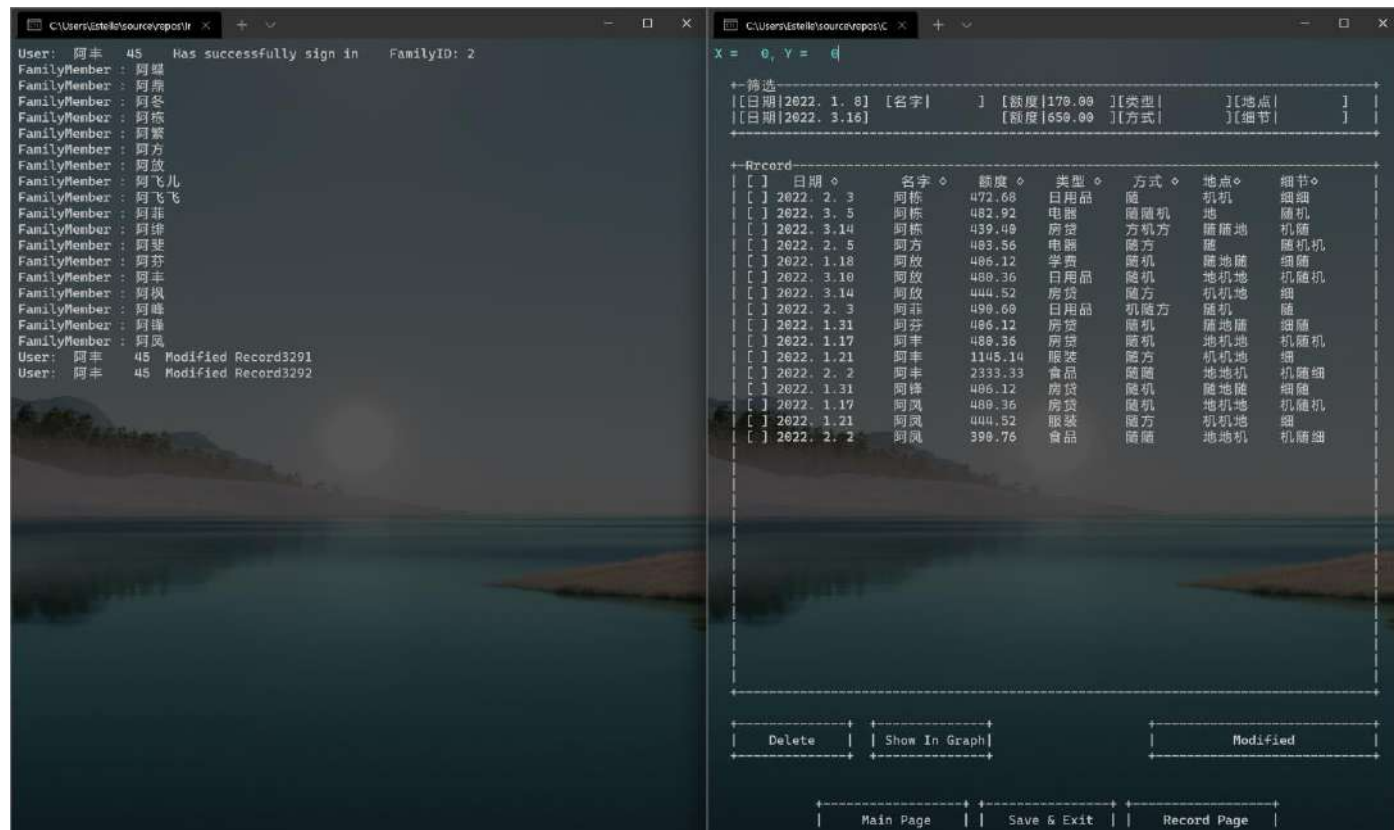 C:\Users\Estelle\source\repos\Ir
User: 阿丰 45 Has successfully sign in FamilyID: 2
FamilyMember : 阿蝶
FamilyMember : 阿鼎
FamilyMember : 阿冬
FamilyMember : 阿栋
FamilyMember : 阿繁
FamilyMember : 阿方
FamilyMember : 阿放
FamilyMember : 阿飞儿
FamilyMember : 阿飞飞
FamilyMember : 阿菲
FamilyMember : 阿绯
FamilyMember : 阿斐
FamilyMember : 阿芬
FamilyMember : 阿丰
FamilyMember : 阿枫
FamilyMember : 阿峰
FamilyMember : 阿锋
FamilyMember : 阿凤
User: 阿丰 45 Modified Record3291
User: 阿丰 45 Modified Record3292
C:\Users\Estelle\source\repos\C
X = 0, Y = 0
筛选
[日期|2022. 1. 8] [名字| ] [额度|170.00 ][类型| ][地点| ]
[日期|2022. 3.16] [额度|650.00 ][方式| ][细节| ]
Rrcord
[ ] 日期 ◇ 名字 ◇ 额度 ◇ 类型 ◇ 方式 ◇ 地点◇ 细节◇
[ ] 2022. 2. 3 阿栋 472.68 日用品 随 机机 细细
[ ] 2022. 3. 5 阿栋 482.92 电器 随随机 地 随机
[ ] 2022. 3.14 阿栋 439.40 房贷 方机方 随随地 机随
[ ] 2022. 2. 5 阿方 403.56 电器 随方 随 随机机
[ ] 2022. 1.18 阿放 406.12 学费 随机 随地随 细随
[ ] 2022. 3.10 阿放 480.36 日用品 随机 地机地 机随机
[ ] 2022. 3.14 阿放 444.52 房贷 随方 机机地 细
[ ] 2022. 2. 3 阿菲 490.60 日用品 机随方 随机 随
[ ] 2022. 1.31 阿芬 406.12 房贷 随机 随地随 细随
[ ] 2022. 1.17 阿丰 480.36 房贷 随机 地机地 机随机
[ ] 2022. 1.21 阿丰 1145.14 服装 随方 机机地 细
[ ] 2022. 2. 2 阿丰 2333.33 食品 随随 地地机 机随细
[ ] 2022. 1.31 阿锋 406.12 房贷 随机 随地随 细随
[ ] 2022. 1.17 阿凤 480.36 房贷 随机 地机地 机随机
[ ] 2022. 1.21 阿凤 444.52 服装 随方 机机地 细
[ ] 2022. 2. 2 阿凤 390.76 食品 随随 地地机 机随细
Delete Show In Graph Modified
Main Page Save & Exit Record Page